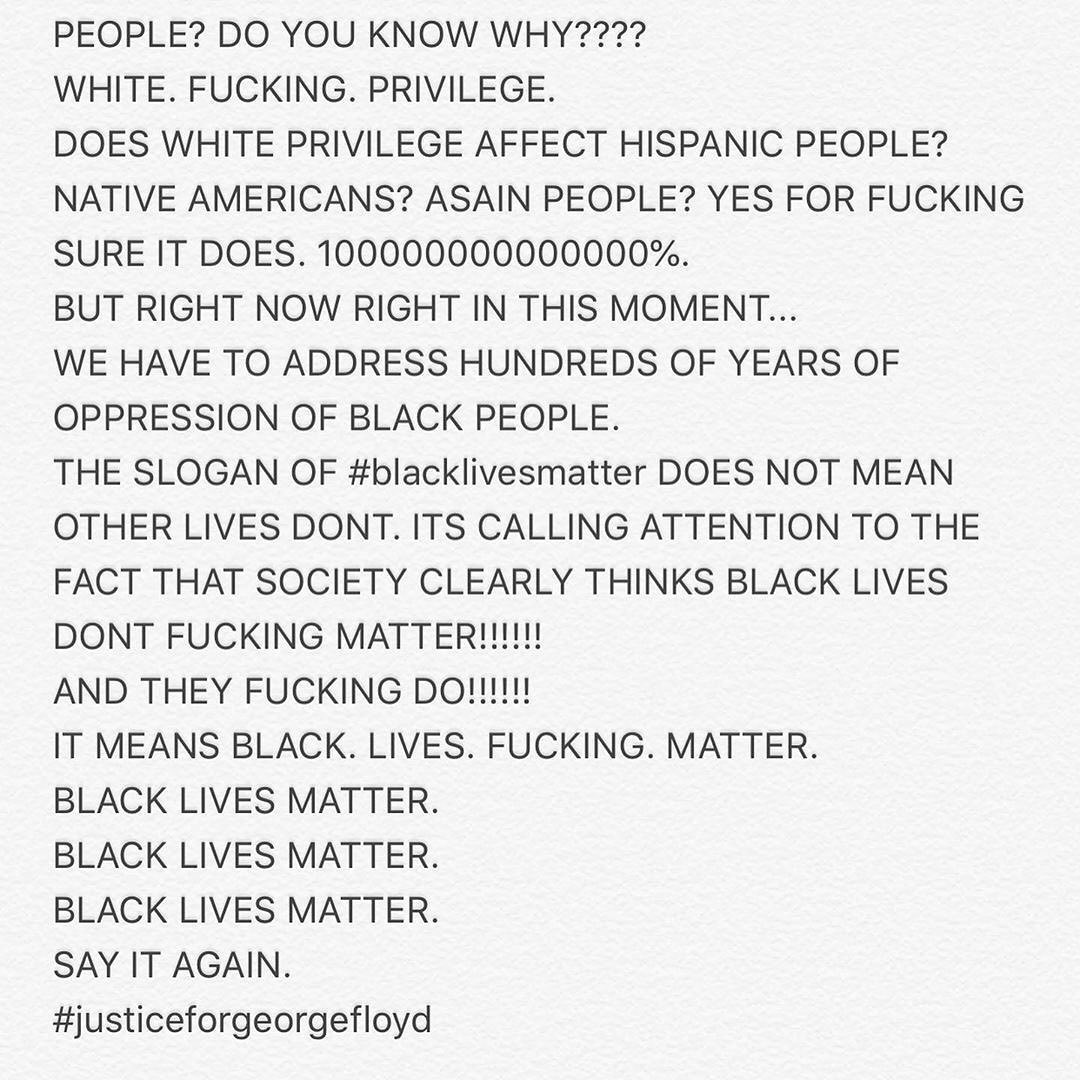 PEOPLE? DO YOU KNOW WHY????
WHITE. FUCKING. PRIVILEGE.
DOES WHITE PRIVILEGE AFFECT HISPANIC PEOPLE?
NATIVE AMERICANS? ASAIN PEOPLE? YES FOR FUCKING
SURE IT DOES. 1000000000000000%.
BUT RIGHT NOW RIGHT IN THIS MOMENT...
WE HAVE TO ADDRESS HUNDREDS OF YEARS OF
OPPRESSION OF BLACK PEOPLE.
THE SLOGAN OF #blacklivesmatter DOES NOT MEAN
OTHER LIVES DONT. ITS CALLING ATTENTION TO THE
FACT THAT SOCIETY CLEARLY THINKS BLACK LIVES
DONT FUCKING MATTER!!!!!!
AND THEY FUCKING DO!!!!!!
IT MEANS BLACK. LIVES. FUCKING. MATTER.
BLACK LIVES MATTER.
BLACK LIVES MATTER.
BLACK LIVES MATTER.
SAY IT AGAIN.
#justiceforgeorgefloyd